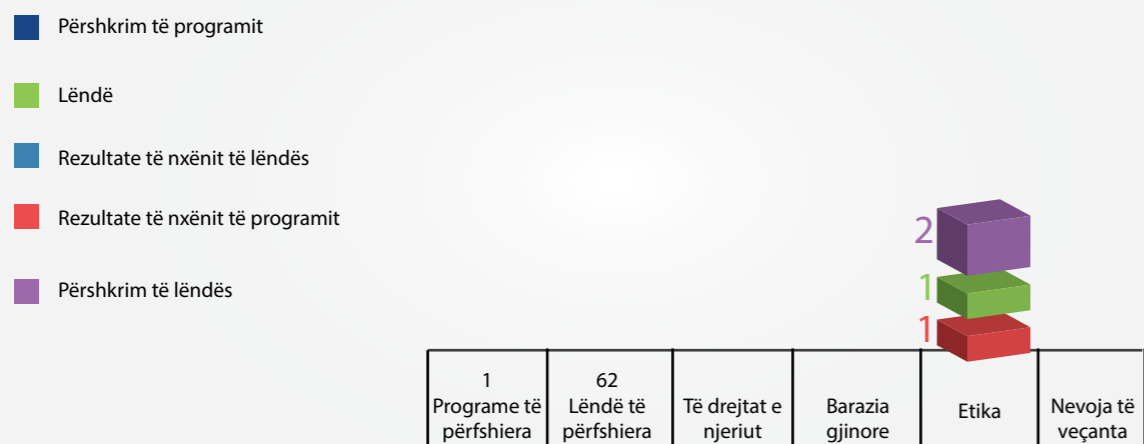 Përshkrim të programit
Lëndë
Rezultate të nxënit të lëndës
Rezultate të nxënit të programit
Përshkrim të lëndës
2
1
1
1
Programe të
përfshiera
62
Lëndë të
përfshiera
Të drejtat e
njeriut
Barazia
gjinore
Etika
Nevoja të
veçanta